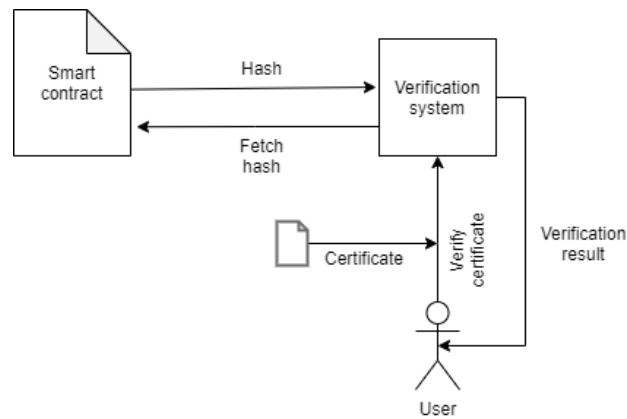 Smart
contract
Hash
Verification
system
Fetch
hash
Certificate
Verify
certificate
Verification
result
User